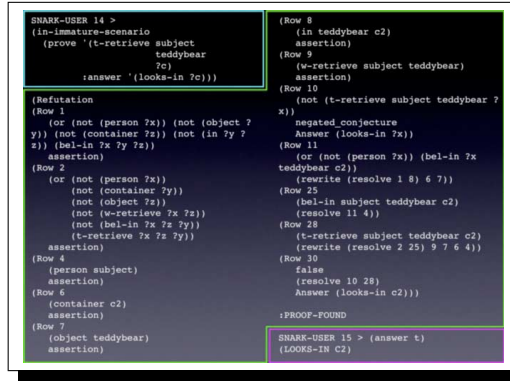 SNARK-USER 14 >
(in-immature-scenario
(prove '(t-retrieve subject
teddybear
?c)
:answer '(looks-in ?c)))
(Refutation
(Row 1
(or (not (person ?x)) (not (object ?
y)) (not (container ?z)) (not (in ?y ?
z)) (bel-in ?x ?y ?z))
assertion)
(Row 2
(or (not (person ?x))
(not (container ?y))
(not (object ?z))
(not (w-retrieve ?x ?z))
(not (bel-in ?x ?z ?y))
(t-retrieve ?x ?z ?y))
assertion)
(Row 4
(person subject)
assertion)
(Row 6
(container c2)
assertion)
(Row 7
(object teddybear)
assertion)
(Row 8
(in teddybear c2)
assertion)
(Row 9
(w-retrieve subject teddybear)
assertion)
(Row 10
(not (t-retrieve subject teddybear ?
x))
negated_conjecture
Answer (looks-in ?x))
(Row 11
(or (not (person ?x)) (bel-in ?x
teddybear c2))
(rewrite (resolve 1 8) 6 7))
(Row 25
(bel-in subject teddybear c2)
(resolve 11 4))
(Row 28
(t-retrieve subject teddybear c2)
(rewrite (resolve 2 25) 9 7 6 4))
(Row 30
false
(resolve 10 28)
Answer (looks-in c2)))
:PROOF-FOUND
SNARK-USER 15 > (answer t)
(LOOKS-IN C2)